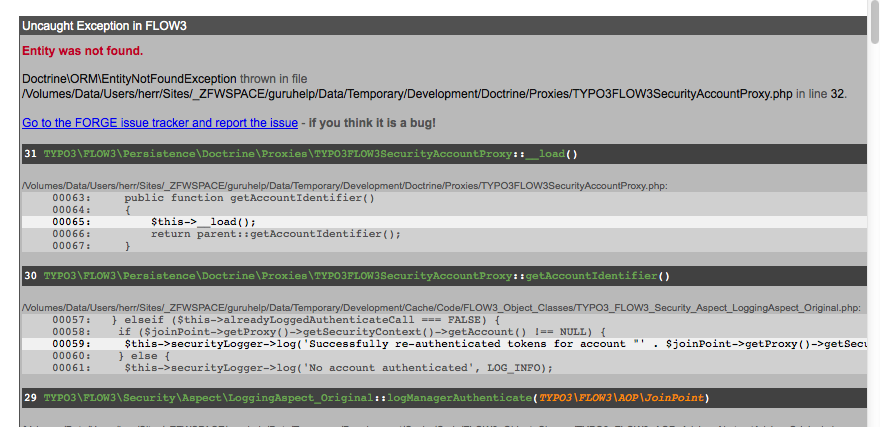 Uncaught Exception in FLOW3
Entity was not found.
Doctrine\ORM\EntityNotFoundException thrown in file
/Volumes/Data/Users/herr/Sites/_ZFWSPACE/guruhelp/Data/Temporary/Development/Doctrine/Proxies/TYPO3FLOW3SecurityAccountProxy.php in line 32.
Go to the FORGE issue tracker and report the issue - if you think it is a bug!
31 TYPO3\FLOW3\Persistence\Doctrine\Proxies\TYPO3FLOW3SecurityAccountProxy::__load()
/Volumes/Data/Users/herr/Sites/_ZFWSPACE/guruhelp/Data/Temporary/Development/Doctrine/Proxies/TYPO3FLOW3SecurityAccountProxy.php:
00063: public function getAccountIdentifier()
00064: {
00065: $this->__load();
00066: return parent::getAccountIdentifier();
00067: }
30 TYPO3\FLOW3\Persistence\Doctrine\Proxies\TYPO3FLOW3SecurityAccountProxy::getAccountIdentifier()
/Volumes/Data/Users/herr/Sites/_ZFWSPACE/guruhelp/Data/Temporary/Development/Cache/Code/FLOW3_Object_Classes/TYPO3_FLOW3_Security_Aspect_LoggingAspect_Original.php:
00057: } elseif ($this->alreadyLoggedAuthenticateCall === FALSE) {
00058: if ($joinPoint->getProxy()->getSecurityContext()->getAccount() !== NULL) {
00059: $this->securityLogger->log('Successfully re-authenticated tokens for account "' . $joinPoint->getProxy()->getSecu
00060: } else {
00061: $this->securityLogger->log('No account authenticated', LOG_INFO);
29 TYPO3\FLOW3\Security\Aspect\LoggingAspect_Original::logManagerAuthenticate(TYPO3\FLOW3\AOP\JoinPoint)